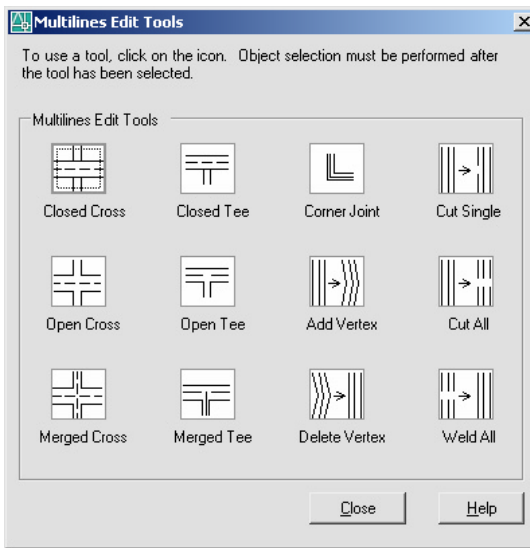 Multilines Edit Tools
To use a tool, click on the icon. Object selection must be performed after
the tool has been selected.
Multilines Edit Tools
Closed Cross Closed Tee Corner Joint Cut Single
Open Cross Open Tee Add Vertex Cut All
Merged Cross Merged Tee Delete Vertex Weld All
Close Help